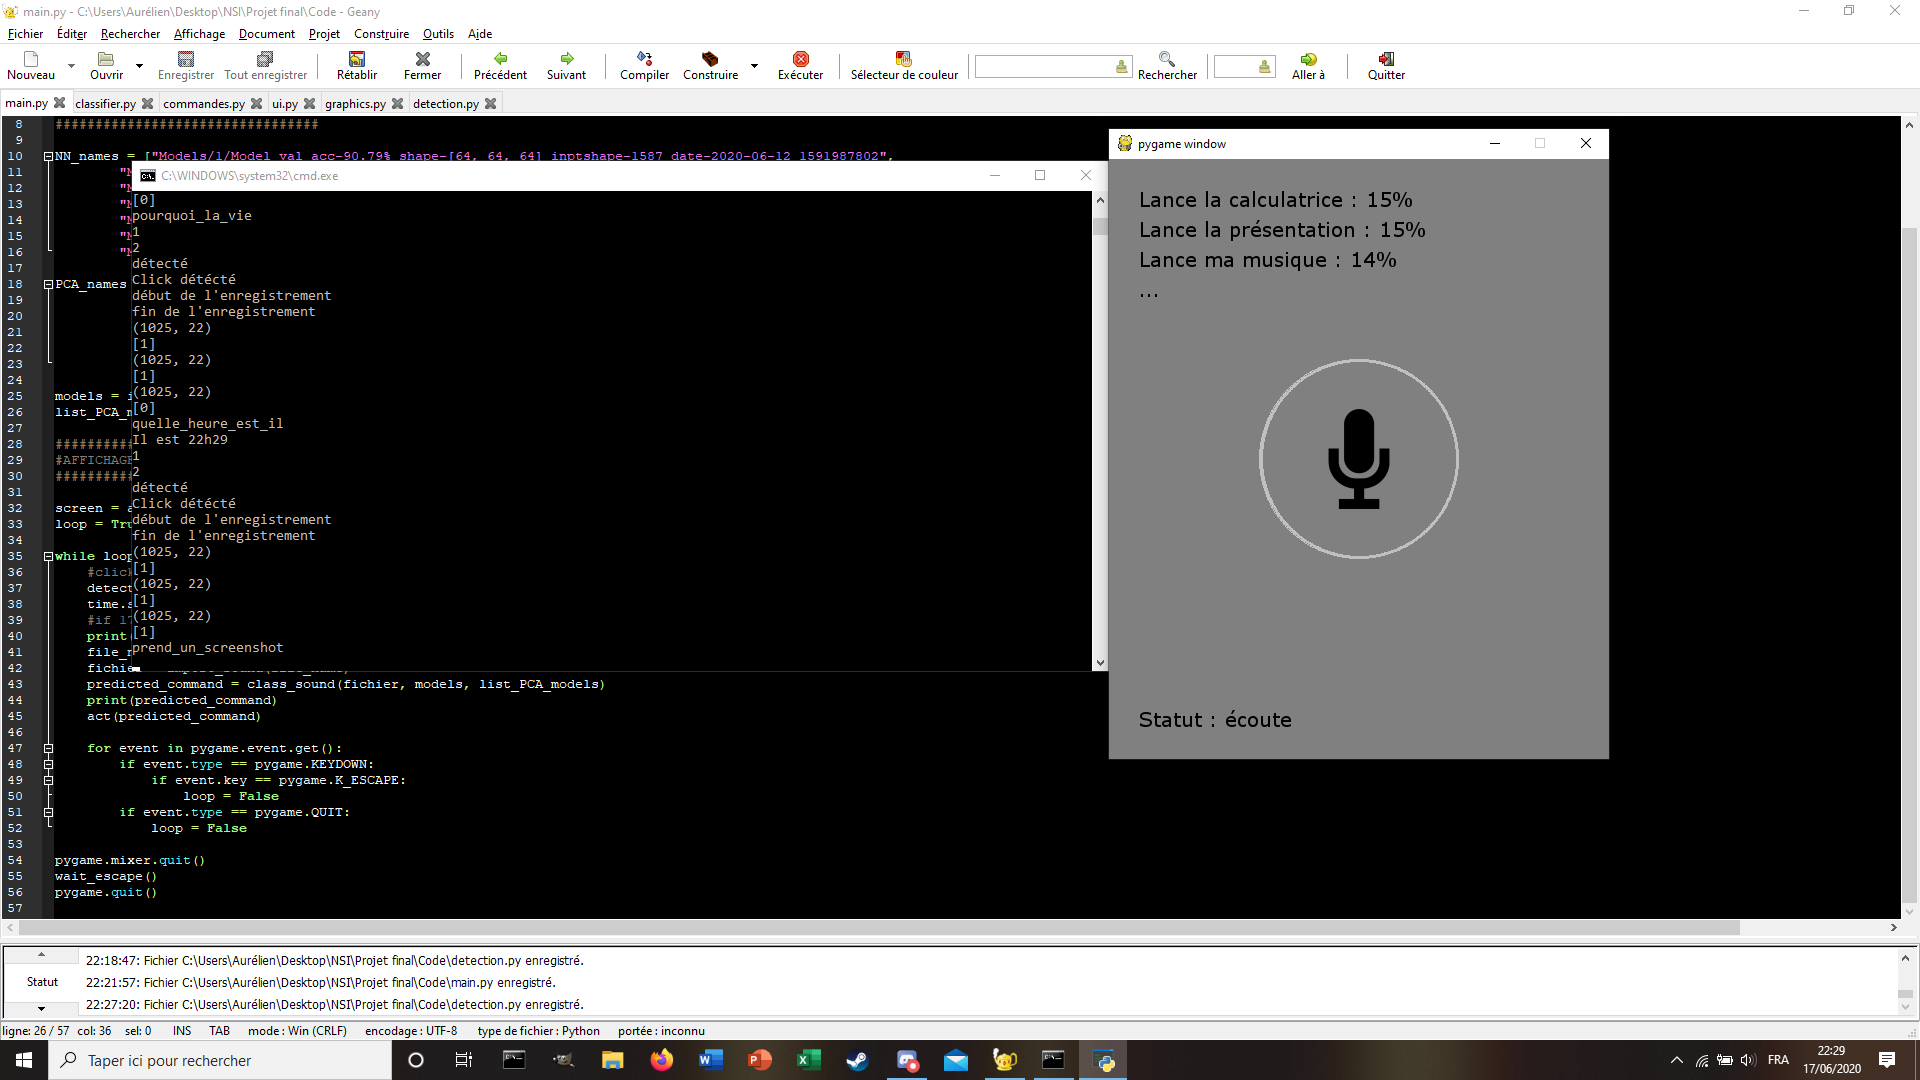 main.py - C:\Users\Aurélien\Desktop\NSI\Projet final\Code - Geany
Fichier Éditer Rechercher Affichage Document Projet Construire Outils Aide
Nouveau Ouvrir Enregistrer Tout enregistrer Rétablir Fermer Précédent Suivant Compiler Construire Exécuter Sélecteur de couleur Rechercher Aller à Quitter
main.py classifier.py commandes.py ui.py graphics.py detection.py
8 #################################
9
10 NN_names = ["Models/1/Model val_acc-90.79% shape-[64, 64, 64] inptshape-1587 date-2020-06-12 1591987802",
11 "M
12 "M
13 "M
14 "M
15 "M
16 "M
17
18 PCA_names
19
20
21
22
23
24
25 models = i
26 list_PCA_m
27
28 ##########
29 #AFFICHAGE
30 ##########
31
32 screen = a
33 loop = Tru
34
35 while loop
36 #click
37 detect
38 time.s
39 #if l'
40 print(
41 file_n
42 fichie
43 predicted_command = class_sound(fichier, models, list_PCA_models)
44 print(predicted_command)
45 act(predicted_command)
46
47 for event in pygame.event.get():
48 if event.type == pygame.KEYDOWN:
49 if event.key == pygame.K_ESCAPE:
50 loop = False
51 if event.type == pygame.QUIT:
52 loop = False
53
54 pygame.mixer.quit()
55 wait_escape()
56 pygame.quit()
57
C:\WINDOWS\system32\cmd.exe
[0]
pourquoi_la_vie
1
2
détecté
Click détécté
début de l'enregistrement
fin de l'enregistrement
(1025, 22)
[1]
(1025, 22)
[1]
(1025, 22)
[0]
quelle_heure_est_il
Il est 22h29
1
2
détecté
Click détécté
début de l'enregistrement
fin de l'enregistrement
(1025, 22)
[1]
(1025, 22)
[1]
(1025, 22)
[1]
prend_un_screenshot
pygame window
Lance la calculatrice : 15%
Lance la présentation : 15%
Lance ma musique : 14%
...
Statut : écoute
Statut
22:18:47: Fichier C:\Users\Aurélien\Desktop\NSI\Projet final\Code\detection.py enregistré.
22:21:57: Fichier C:\Users\Aurélien\Desktop\NSI\Projet final\Code\main.py enregistré.
22:27:20: Fichier C:\Users\Aurélien\Desktop\NSI\Projet final\Code\detection.py enregistré.
ligne: 26 / 57 col: 36 sel: 0 INS TAB mode : Win (CRLF) encodage : UTF-8 type de fichier : Python portée : inconnu
Taper ici pour rechercher
FRA
22:29
17/06/2020